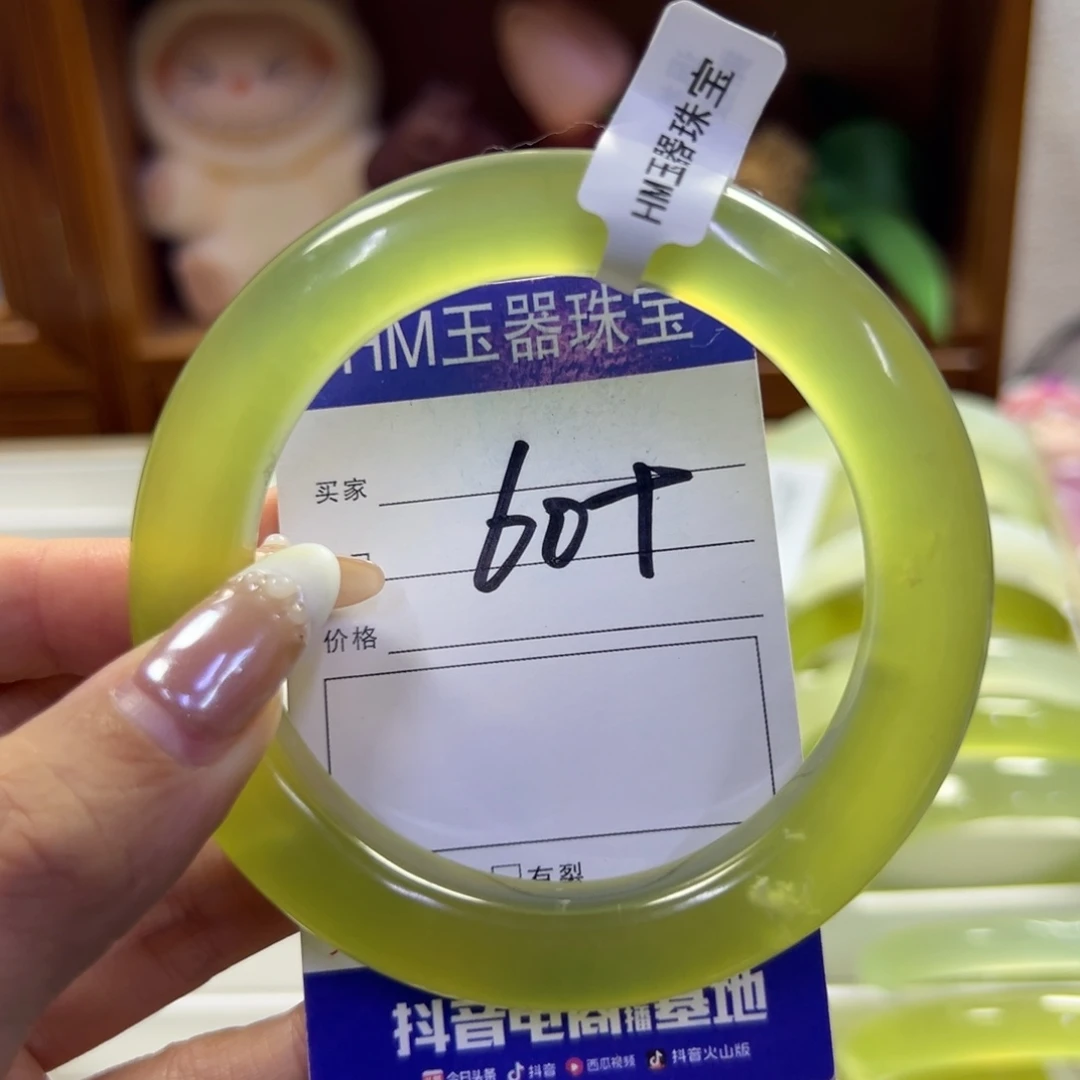 HM玉器珠宝
HM玉器珠宝
买家
60T
价格
有裂
抖音电商直播基地
今日头条 抖音 西瓜视频 抖音火山版